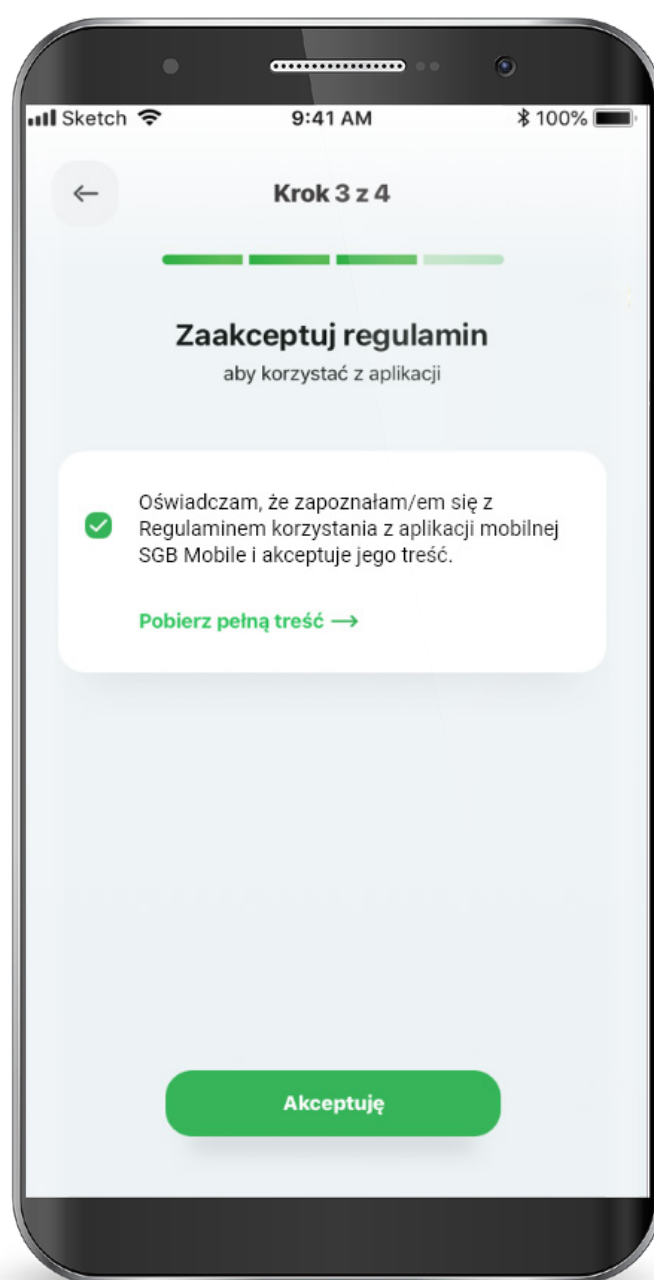 Sketch 9:41 AM 100%
Krok 3 z 4
Zaakceptuj regulamin
aby korzystać z aplikacji
Oświadczam, że zapoznałam/em się z
Regulaminem korzystania z aplikacji mobilnej
SGB Mobile i akceptuje jego treść.
Pobierz pełną treść →
Akceptuję